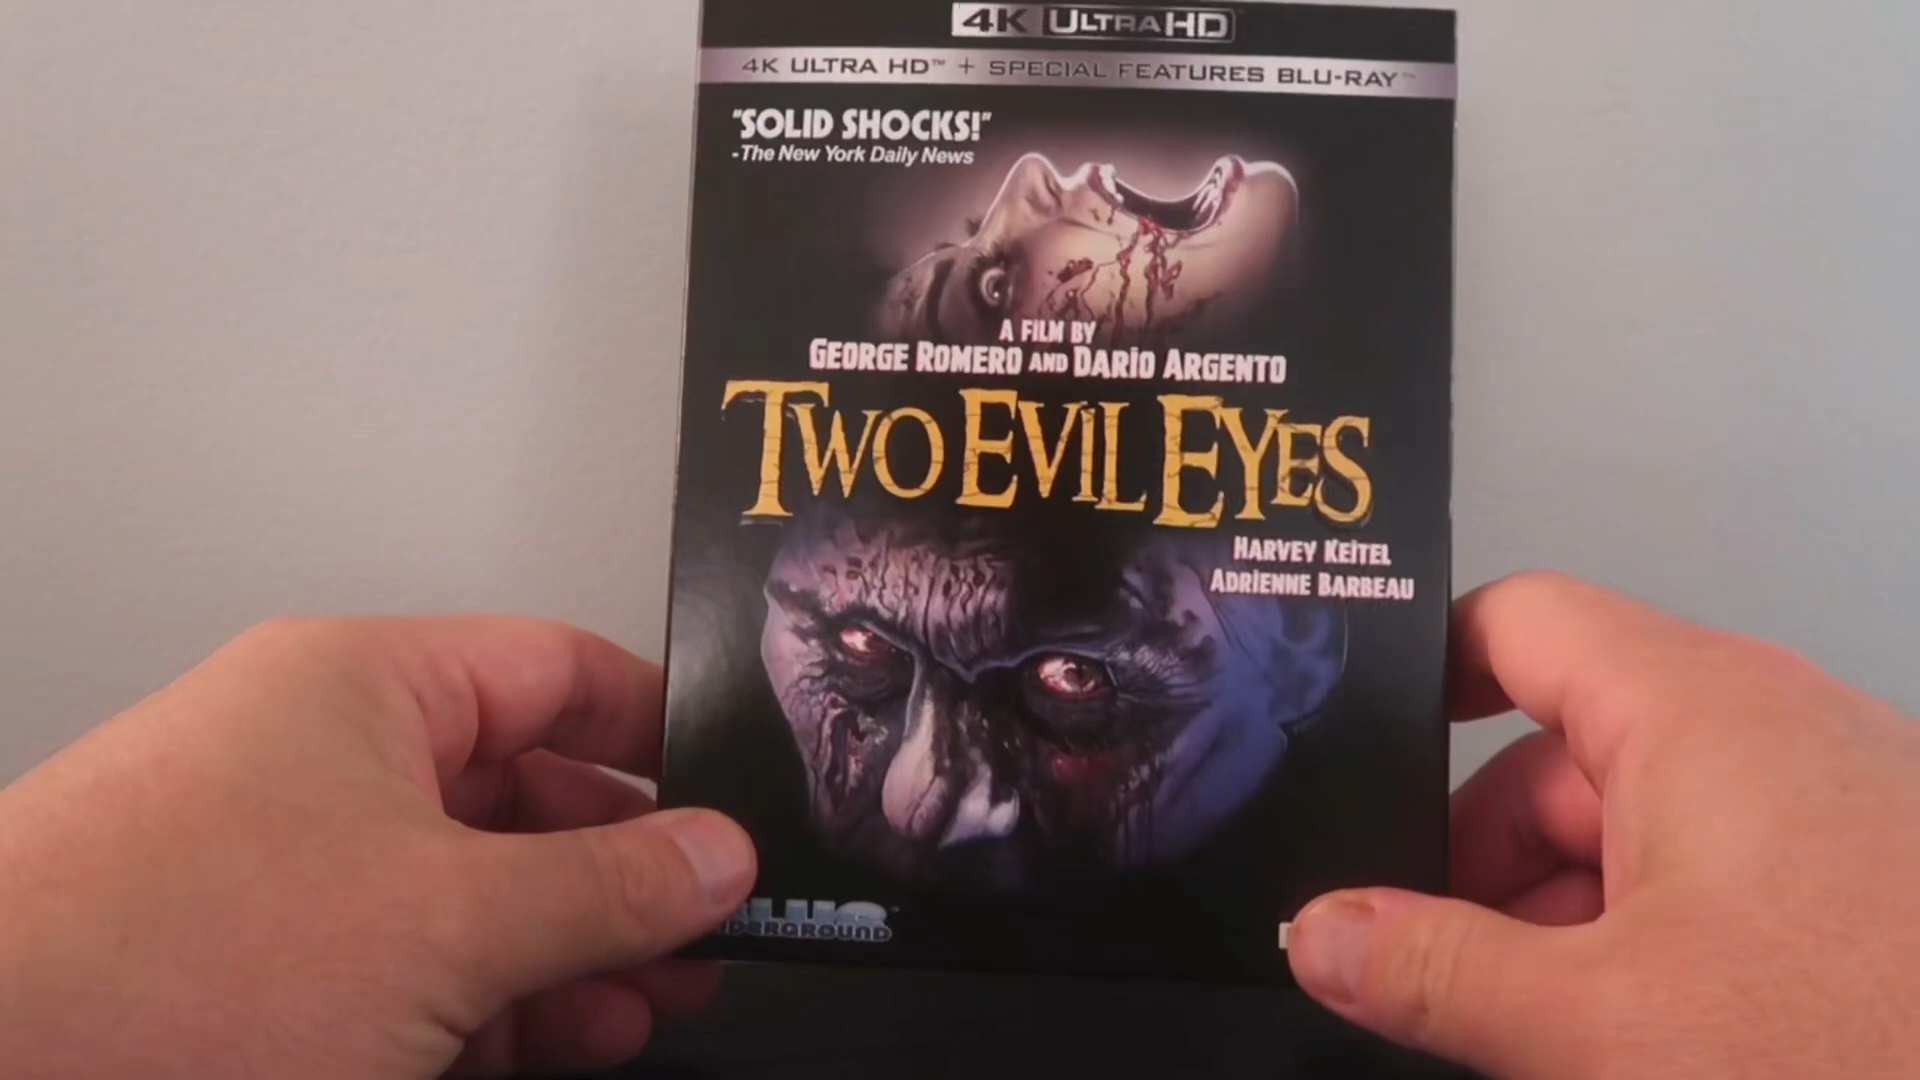 4K ULTRA HD
4K ULTRA HD™ + SPECIAL FEATURES BLU-RAY™
"SOLID SHOCKS!"
-The New York Daily News
A FILM BY
GEORGE ROMERO AND DARIO ARGENTO
TWO EVIL EYES
HARVEY KEITEL
ADRIENNE BARBEAU